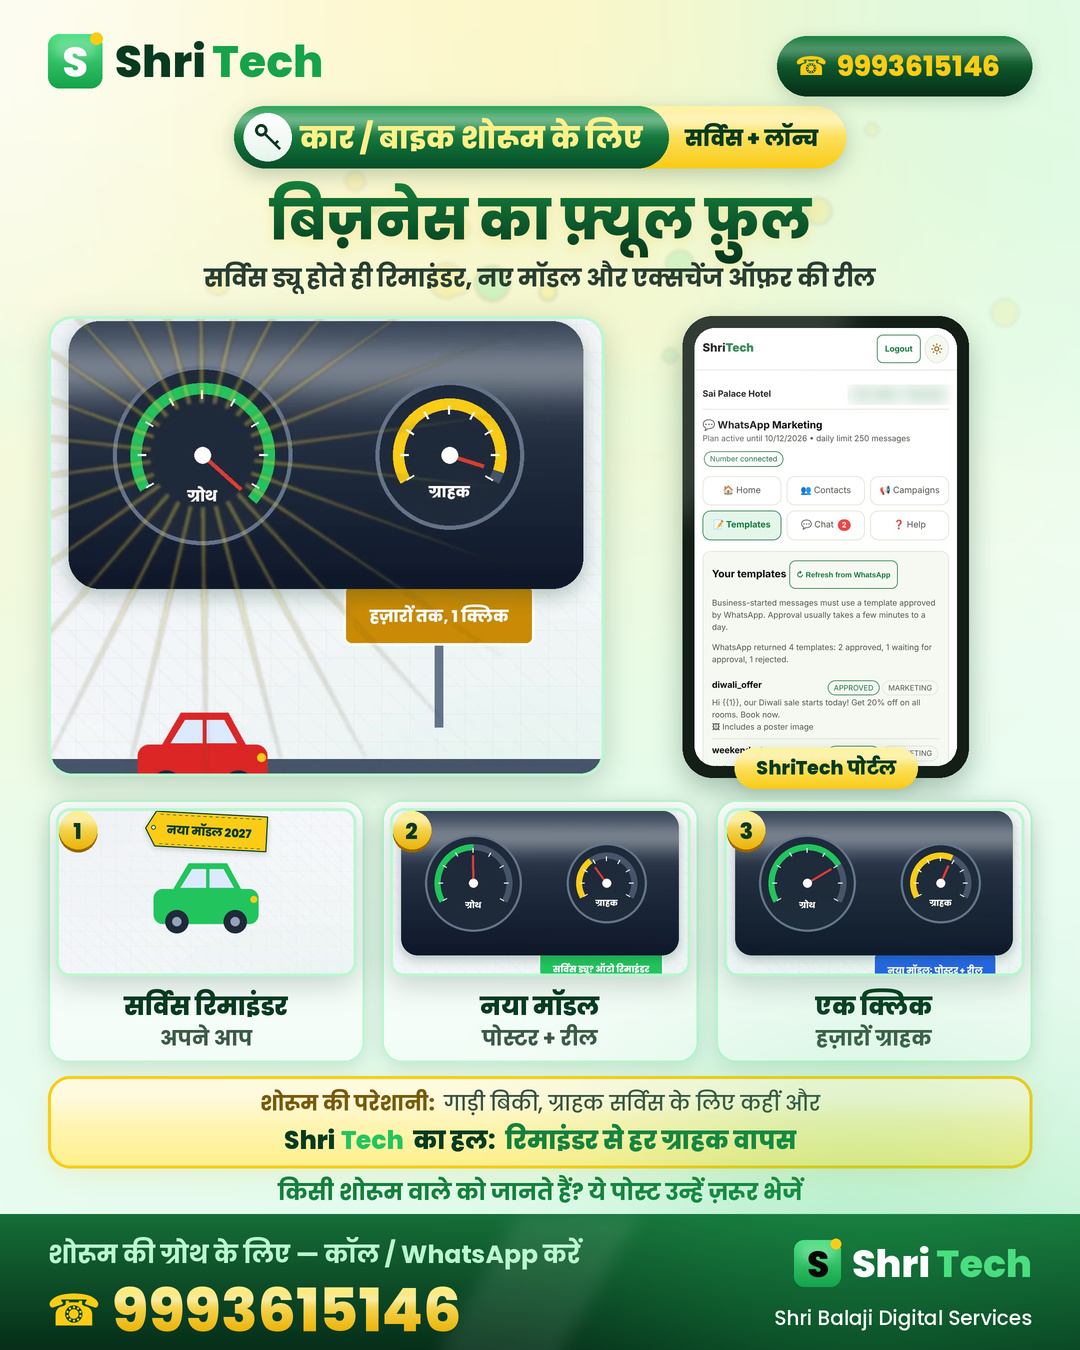 S Shri Tech
☎ 9993615146
कार / बाइक शोरूम के लिए
सर्विस + लॉन्च
बिज़नेस का फ़्यूल फ़ुल
सर्विस ड्यू होते ही रिमाइंडर, नए मॉडल और एक्सचेंज ऑफ़र की रील
ग्रोथ
ग्राहक
हज़ारों तक, 1 क्लिक
ShriTech
Logout
Sai Palace Hotel
💬 WhatsApp Marketing
Plan active until 10/12/2026 • daily limit 250 messages
Number connected
🏠 Home
👥 Contacts
📢 Campaigns
📝 Templates
💬 Chat 2
❓ Help
Your templates
↻ Refresh from WhatsApp
Business-started messages must use a template approved
by WhatsApp. Approval usually takes a few minutes to a
day.
WhatsApp returned 4 templates: 2 approved, 1 waiting for
approval, 1 rejected.
diwali_offer
APPROVED
MARKETING
Hi {{1}}, our Diwali sale starts today! Get 20% off on all
rooms. Book now.
🖼 Includes a poster image
ShriTech पोर्टल
1
नया मॉडल 2027
सर्विस रिमाइंडर
अपने आप
2
ग्रोथ
ग्राहक
सर्विस ड्यू? ऑटो रिमाइंडर
नया मॉडल
पोस्टर + रील
3
ग्रोथ
ग्राहक
नया मॉडल: पोस्टर + रील
एक क्लिक
हज़ारों ग्राहक
शोरूम की परेशानी: गाड़ी बिकी, ग्राहक सर्विस के लिए कहीं और
Shri Tech का हल: रिमाइंडर से हर ग्राहक वापस
किसी शोरूम वाले को जानते हैं? ये पोस्ट उन्हें ज़रूर भेजें
शोरूम की ग्रोथ के लिए — कॉल / WhatsApp करें
☎ 9993615146
S Shri Tech
Shri Balaji Digital Services